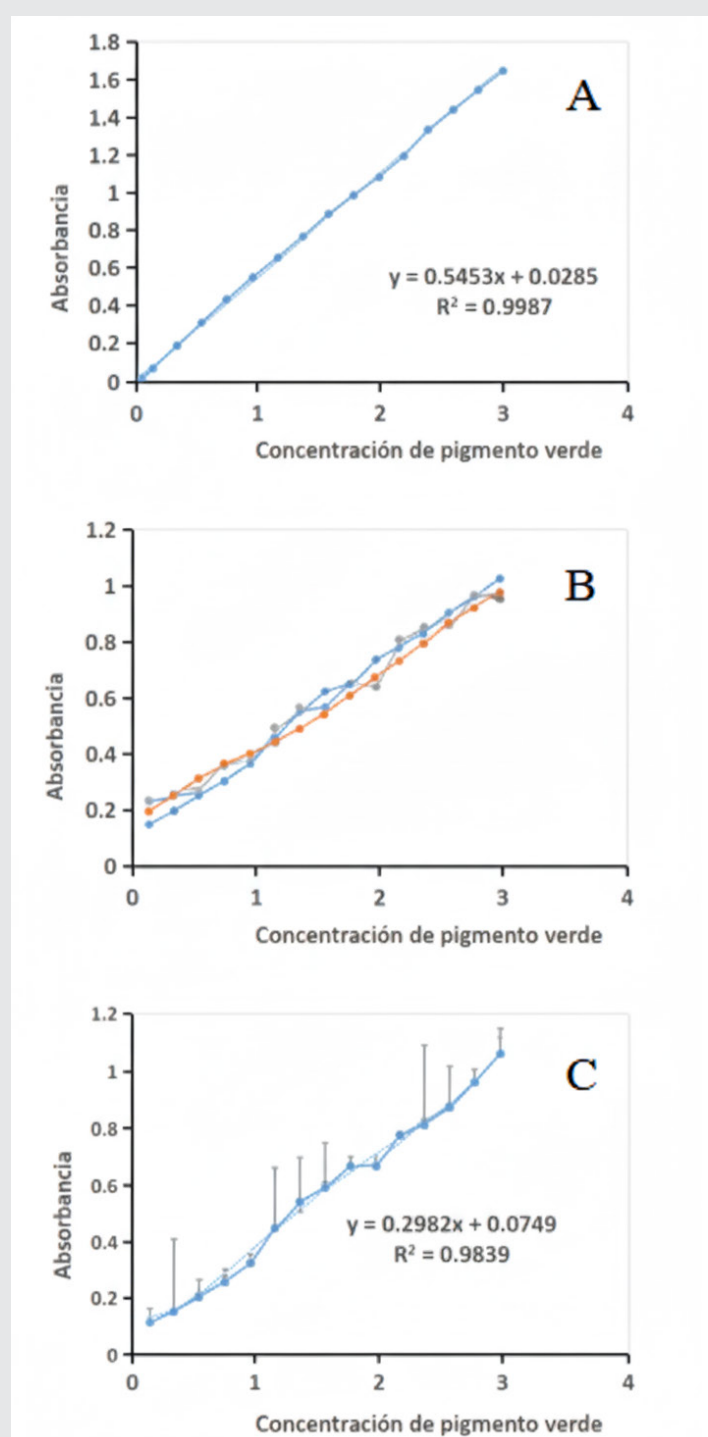 1.8
1.6
1.4
1.2
1
0.8
0.6
0.4
0.2
0
A
Absorbancia
y = 0.5453x + 0.0285
R² = 0.9987
0 1 2 3 4
Concentración de pigmento verde
1.2
1
0.8
0.6
0.4
0.2
0
B
Absorbancia
0 1 2 3 4
Concentración de pigmento verde
1.2
1
0.8
0.6
0.4
0.2
0
C
Absorbancia
y = 0.2982x + 0.0749
R² = 0.9839
0 1 2 3 4
Concentración de pigmento verde